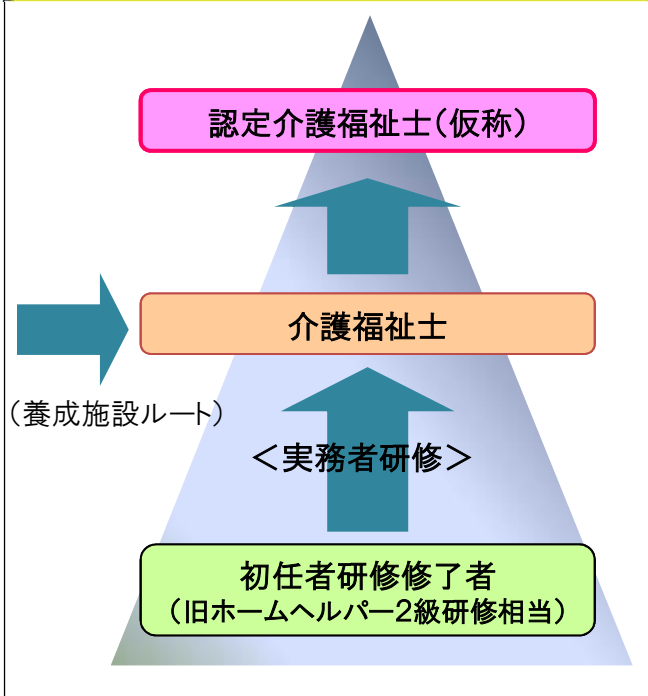 認定介護福祉士(仮称)
介護福祉士
(養成施設ルート)
<実務者研修>
初任者研修修了者
(旧ホームヘルパー2級研修相当)